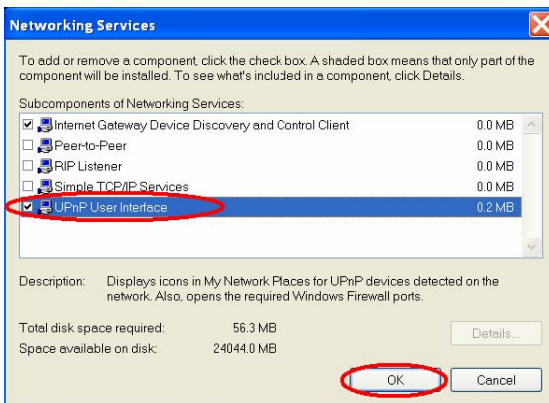 Networking Services
To add or remove a component, click the check box. A shaded box means that only part of the
component will be installed. To see what's included in a component, click Details.
Subcomponents of Networking Services:
Internet Gateway Device Discovery and Control Client 0.0 MB
Peer-to-Peer 0.0 MB
RIP Listener 0.0 MB
Simple TCP/IP Services 0.0 MB
UPnP User Interface 0.2 MB
Description: Displays icons in My Network Places for UPnP devices detected on the
network. Also, opens the required Windows Firewall ports.
Total disk space required: 56.3 MB
Space available on disk: 24044.0 MB
Details...
OK Cancel